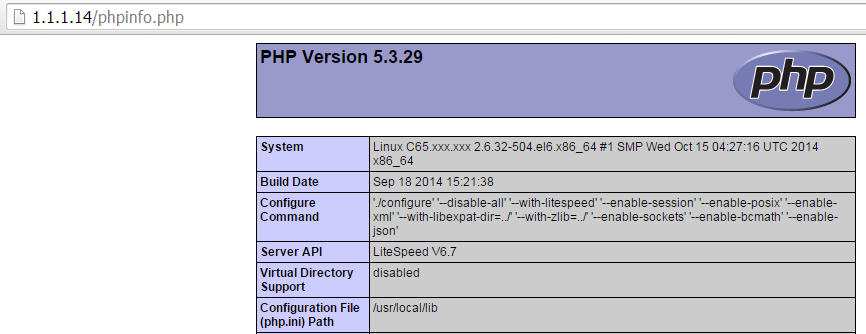 1.1.1.14/phpinfo.php
PHP Version 5.3.29
php
System Linux C65.xxx.xxx 2.6.32-504.el6.x86_64 #1 SMP Wed Oct 15 04:27:16 UTC 2014
x86_64
Build Date Sep 18 2014 15:21:38
Configure './configure' '--disable-all' '--with-litespeed' '--enable-session' '--enable-posix' '--enable-
Command xml' '--with-libexpat-dir=../' '--with-zlib=../' '--enable-sockets' '--enable-bcmath' '--enable-
json'
Server API LiteSpeed V6.7
Virtual Directory disabled
Support
Configuration File /usr/local/lib
(php.ini) Path